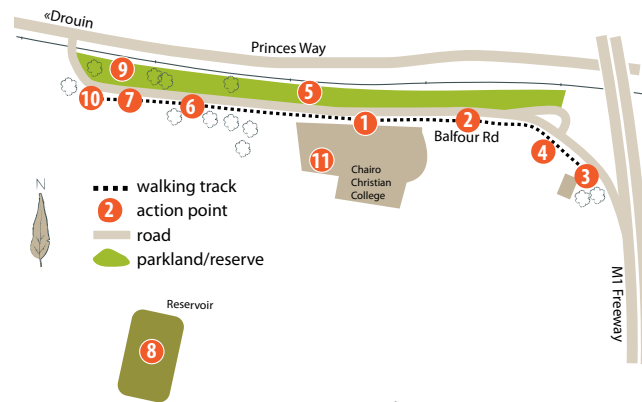 «Drouin
Princes Way
9
5
10
7
6
1
2
Balfour Rd
4
3
11
Chairo
Christian
College
N
walking track
2
action point
road
parkland/reserve
M1 Freeway
Reservoir
8